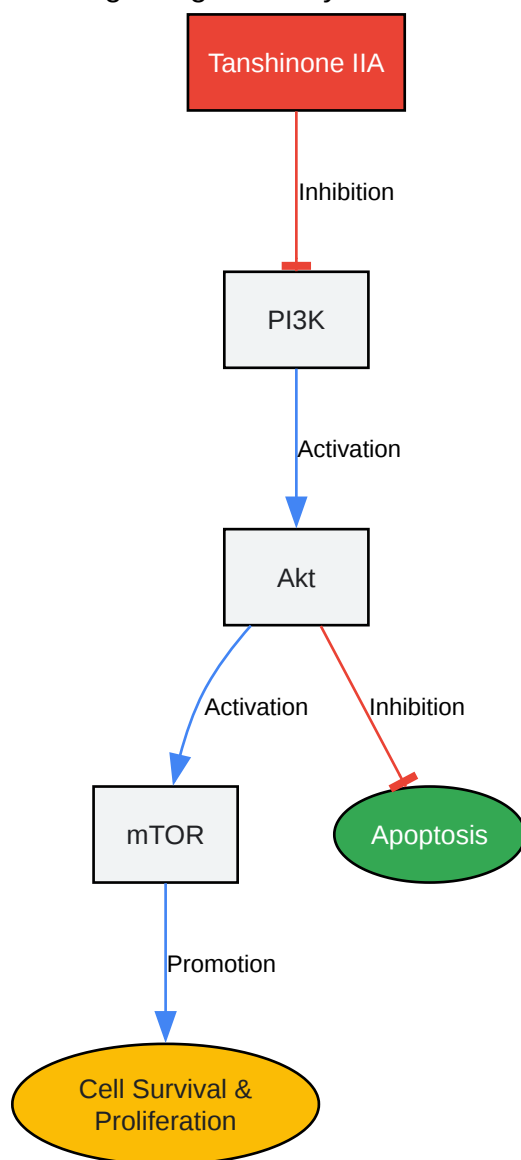 Tanshinone IIA
Inhibition
PI3K
Activation
Akt
Activation
Inhibition
mTOR
Apoptosis
Promotion
Cell Survival &
Proliferation